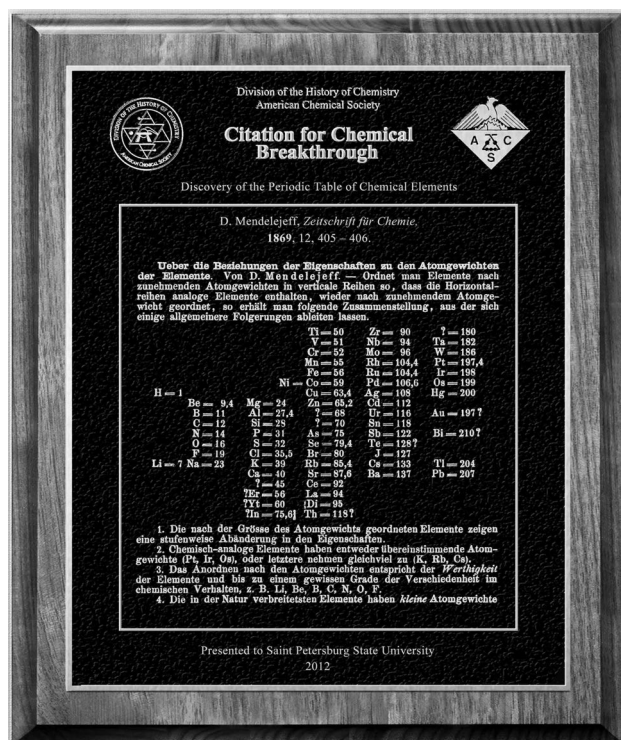 Division of the History of Chemistry
American Chemical Society
DIVISION OF THE HISTORY OF CHEMISTRY
AMERICAN CHEMICAL SOCIETY
A C
S
Citation for Chemical
Breakthrough
Discovery of the Periodic Table of Chemical Elements
D. Mendelejeff, Zeitschrift für Chemie,
1869, 12, 405 – 406.
Ueber die Beziehungen der Eigenschaften zu den Atomgewichten
der Elemente. Von D. Mendelejeff. — Ordnet man Elemente nach
zunehmenden Atomgewichten in verticale Reihen so, dass die Horizontal-
reihen analoge Elemente enthalten, wieder nach zunehmendem Atomge-
wicht geordnet, so erhält man folgende Zusammenstellung, aus der sich
einige allgemeinere Folgerungen ableiten lassen.
Ti = 50 Zr = 90 ? = 180
V = 51 Nb = 94 Ta = 182
Cr = 52 Mo = 96 W = 186
Mn = 55 Rh = 104,4 Pt = 197,4
Fe = 56 Ru = 104,4 Ir = 198
Ni = Co = 59 Pd = 106,6 Os = 199
H = 1 Cu = 63,4 Ag = 108 Hg = 200
Be = 9,4 Mg = 24 Zn = 65,2 Cd = 112
B = 11 Al = 27,4 ? = 68 Ur = 116 Au = 197?
C = 12 Si = 28 ? = 70 Sn = 118
N = 14 P = 31 As = 75 Sb = 122 Bi = 210?
O = 16 S = 32 Se = 79,4 Te = 128?
F = 19 Cl = 35,5 Br = 80 J = 127
Li = 7 Na = 23 K = 39 Rb = 85,4 Cs = 133 Tl = 204
Ca = 40 Sr = 87,6 Ba = 137 Pb = 207
? = 45 Ce = 92
?Er = 56 La = 94
?Yt = 60 Di = 95
?In = 75,6 Th = 118?
1. Die nach der Grösse des Atomgewichts geordneten Elemente zeigen
eine stufenweise Abänderung in den Eigenschaften.
2. Chemisch-analoge Elemente haben entweder übereinstimmende Atom-
gewichte (Pt, Ir, Os), oder letztere nehmen gleichviel zu (K, Rb, Cs).
3. Das Anordnen nach den Atomgewichten entspricht der Werthigkeit
der Elemente und bis zu einem gewissen Grade der Verschiedenheit im
chemischen Verhalten, z. B. Li, Be, B, C, N, O, F.
4. Die in der Natur verbreitetsten Elemente haben kleine Atomgewichte
Presented to Saint Petersburg State University
2012